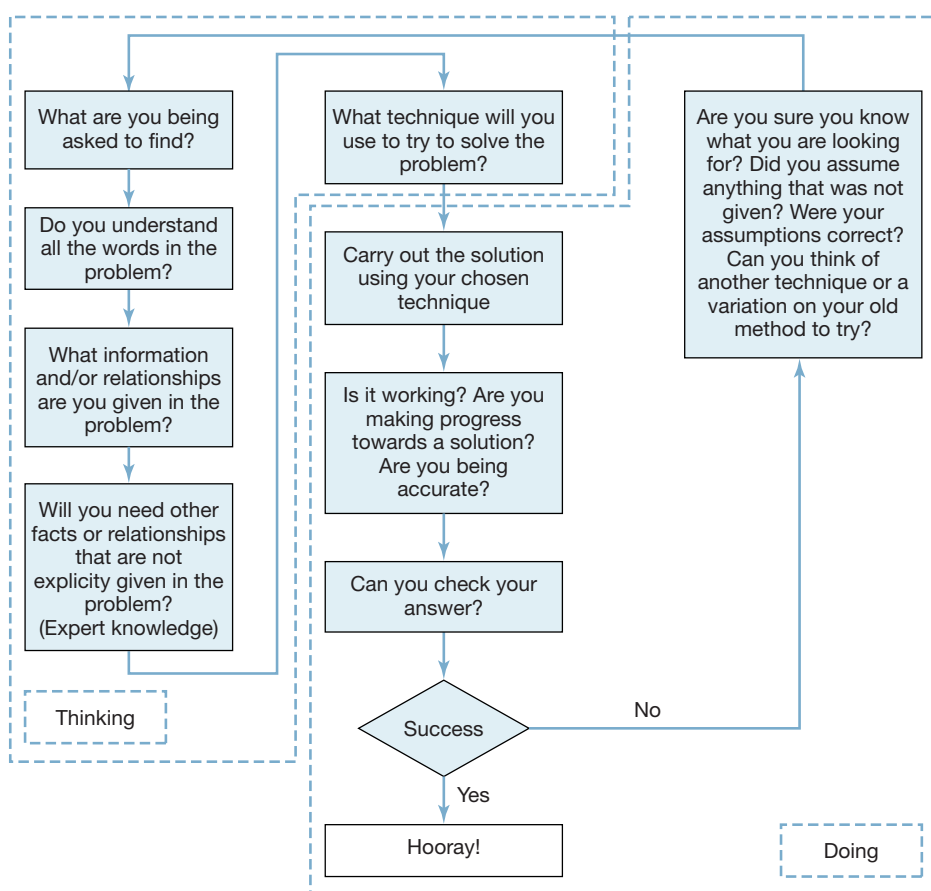 What are you being
asked to find?
Do you understand
all the words in the
problem?
What information
and/or relationships
are you given in the
problem?
Will you need other
facts or relationships
that are not
explicity given in the
problem?
(Expert knowledge)
Thinking
What technique will you
use to try to solve the
problem?
Carry out the solution
using your chosen
technique
Is it working? Are you
making progress
towards a solution?
Are you being
accurate?
Can you check your
answer?
Success
No
Yes
Hooray!
Are you sure you know
what you are looking
for? Did you assume
anything that was not
given? Were your
assumptions correct?
Can you think of
another technique or a
variation on your old
method to try?
Doing